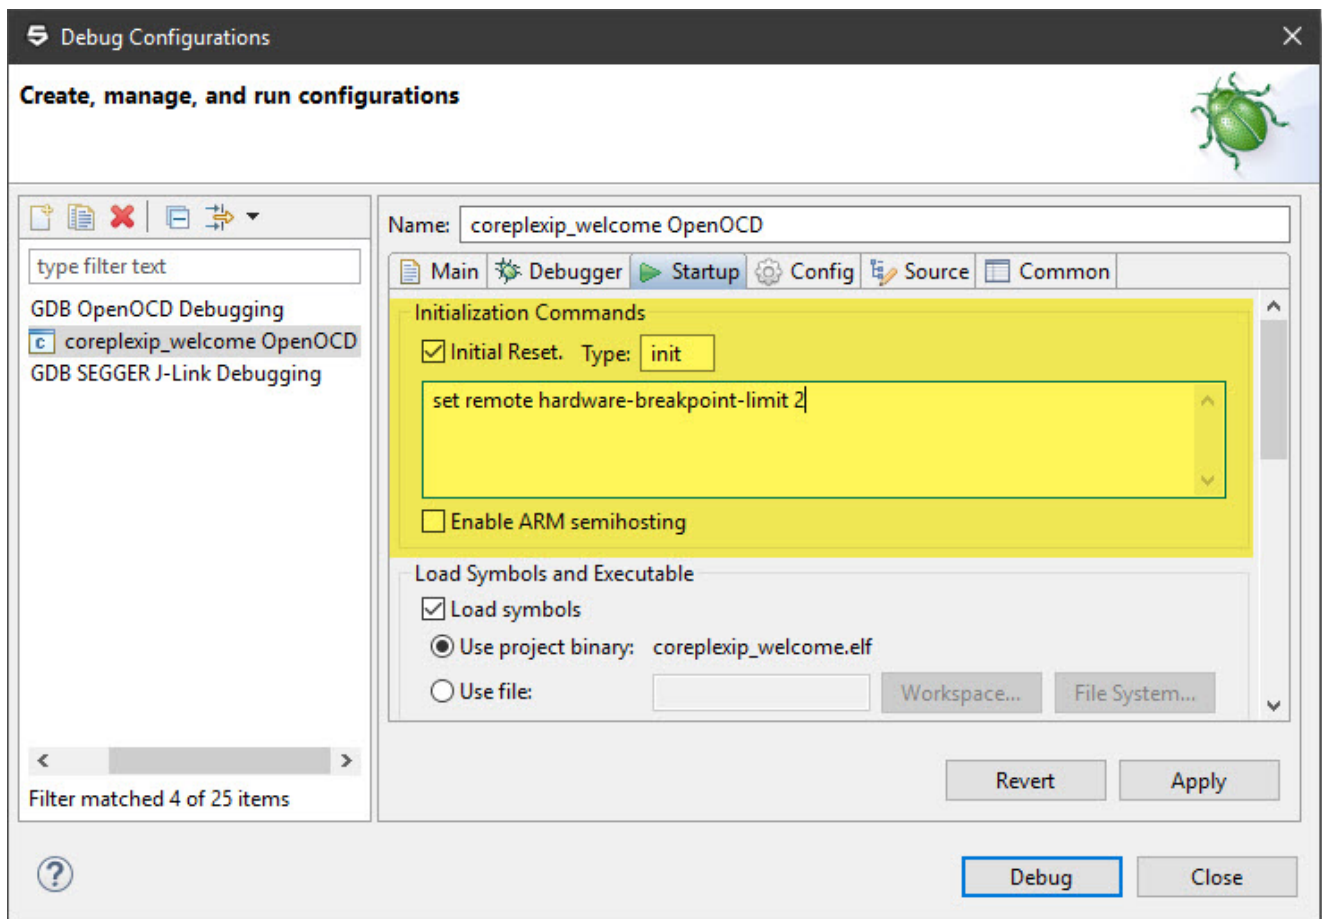 Debug Configurations
Create, manage, and run configurations
type filter text
GDB OpenOCD Debugging
c coreplexip_welcome OpenOCD
GDB SEGGER J-Link Debugging
Filter matched 4 of 25 items
Name: coreplexip_welcome OpenOCD
Main Debugger Startup Config Source Common
Initialization Commands
Initial Reset. Type: init
set remote hardware-breakpoint-limit 2
Enable ARM semihosting
Load Symbols and Executable
Load symbols
Use project binary: coreplexip_welcome.elf
Use file: Workspace... File System...
Revert Apply
? Debug Close